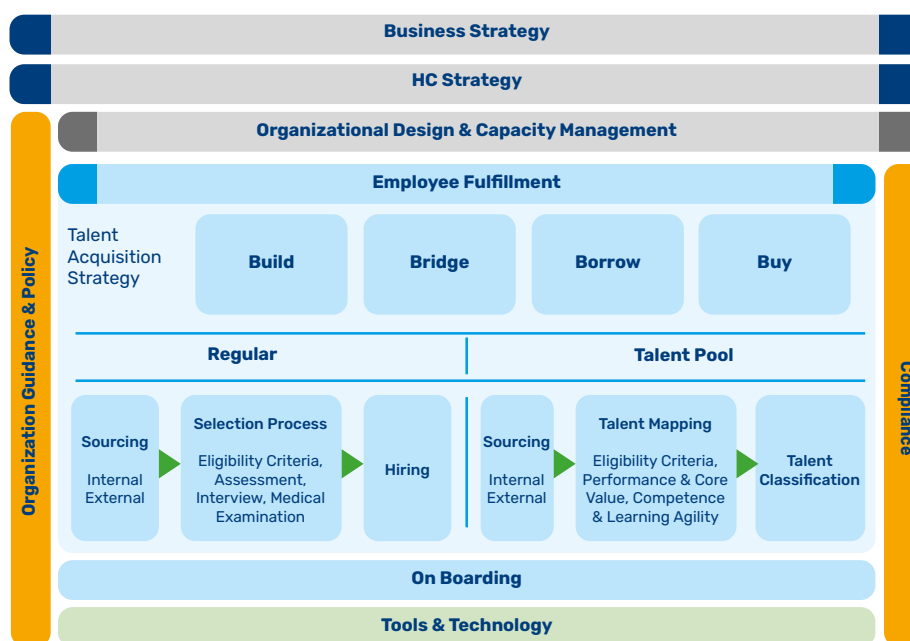 Business Strategy
HC Strategy
Organizational Design & Capacity Management
Organization Guidance & Policy
Employee Fulfillment
Talent
Acquisition
Strategy
Build
Bridge
Borrow
Buy
Regular
Talent Pool
Sourcing
Internal
External
Selection Process
Eligibility Criteria,
Assessment,
Interview, Medical
Examination
Hiring
Sourcing
Internal
External
Talent Mapping
Eligibility Criteria,
Performance & Core
Value, Competence
& Learning Agility
Talent
Classification
Compliance
On Boarding
Tools & Technology